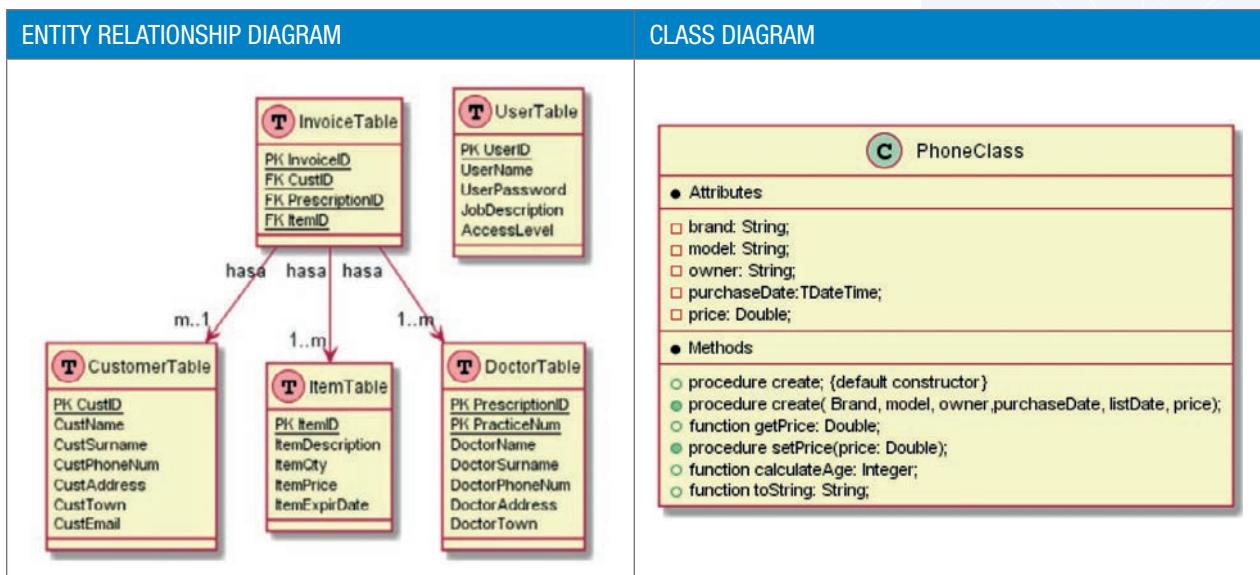 ENTITY RELATIONSHIP DIAGRAM
CLASS DIAGRAM
T InvoiceTable
PK InvoiceID
FK CustID
FK PrescriptionID
FK ItemID
T UserTable
PK UserID
UserName
UserPassword
JobDescription
AccessLevel
hasa hasa hasa
m..1
1..m
1..m
T CustomerTable
PK CustID
CustName
CustSurname
CustPhoneNum
CustAddress
CustTown
CustEmail
T ItemTable
PK ItemID
ItemDescription
ItemQty
ItemPrice
ItemExpirDate
T DoctorTable
PK PrescriptionID
PK PracticeNum
DoctorName
DoctorSurname
DoctorPhoneNum
DoctorAddress
DoctorTown
C PhoneClass
● Attributes
brand: String;
model: String;
owner: String;
purchaseDate:TDateTime;
price: Double;
● Methods
procedure create; {default constructor}
procedure create( Brand, model, owner,purchaseDate, listDate, price);
function getPrice: Double;
procedure setPrice(price: Double);
function calculateAge: Integer;
function toString: String;